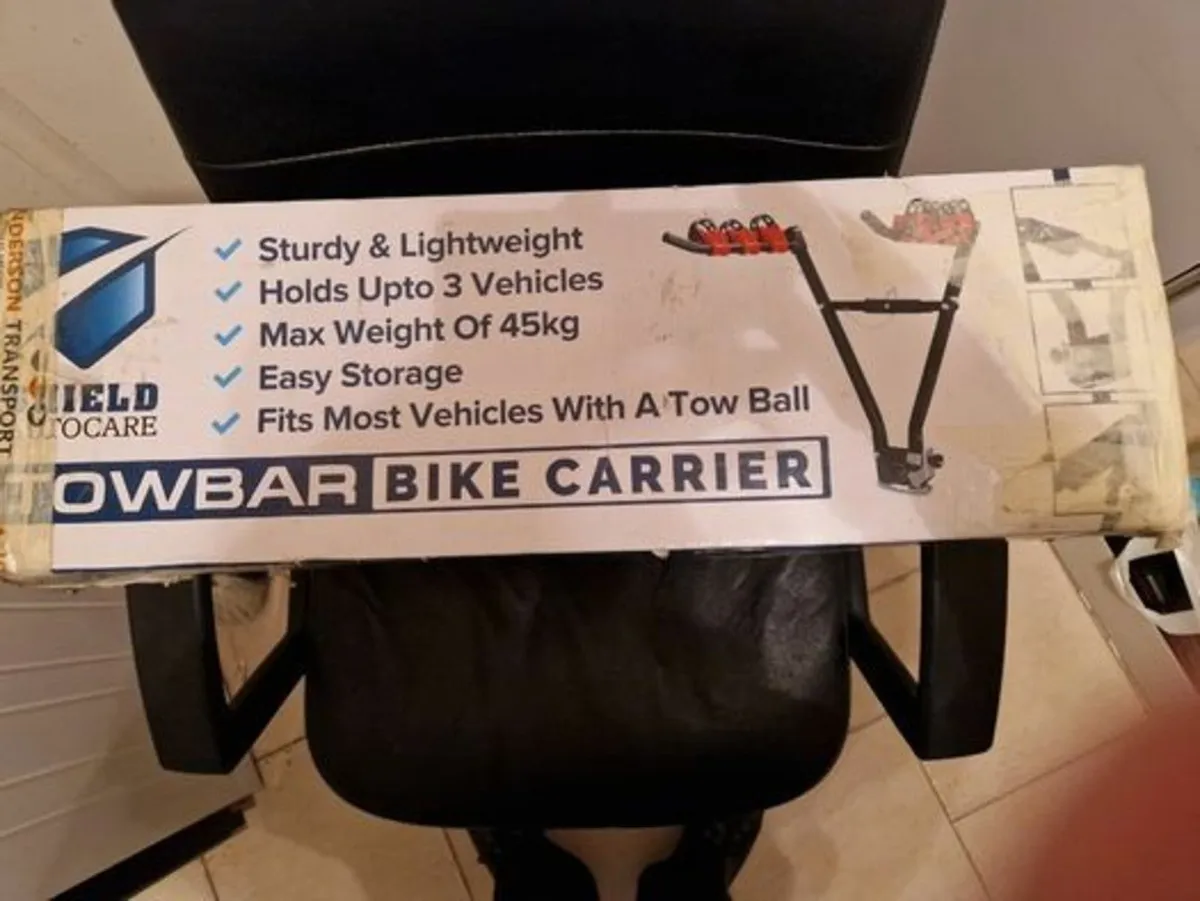 Sturdy & Lightweight
Holds Upto 3 Vehicles
Max Weight Of 45kg
Easy Storage
Fits Most Vehicles With A Tow Ball
IELD
TOCARE
OWBAR BIKE CARRIER
NDERSON TRANSPORT